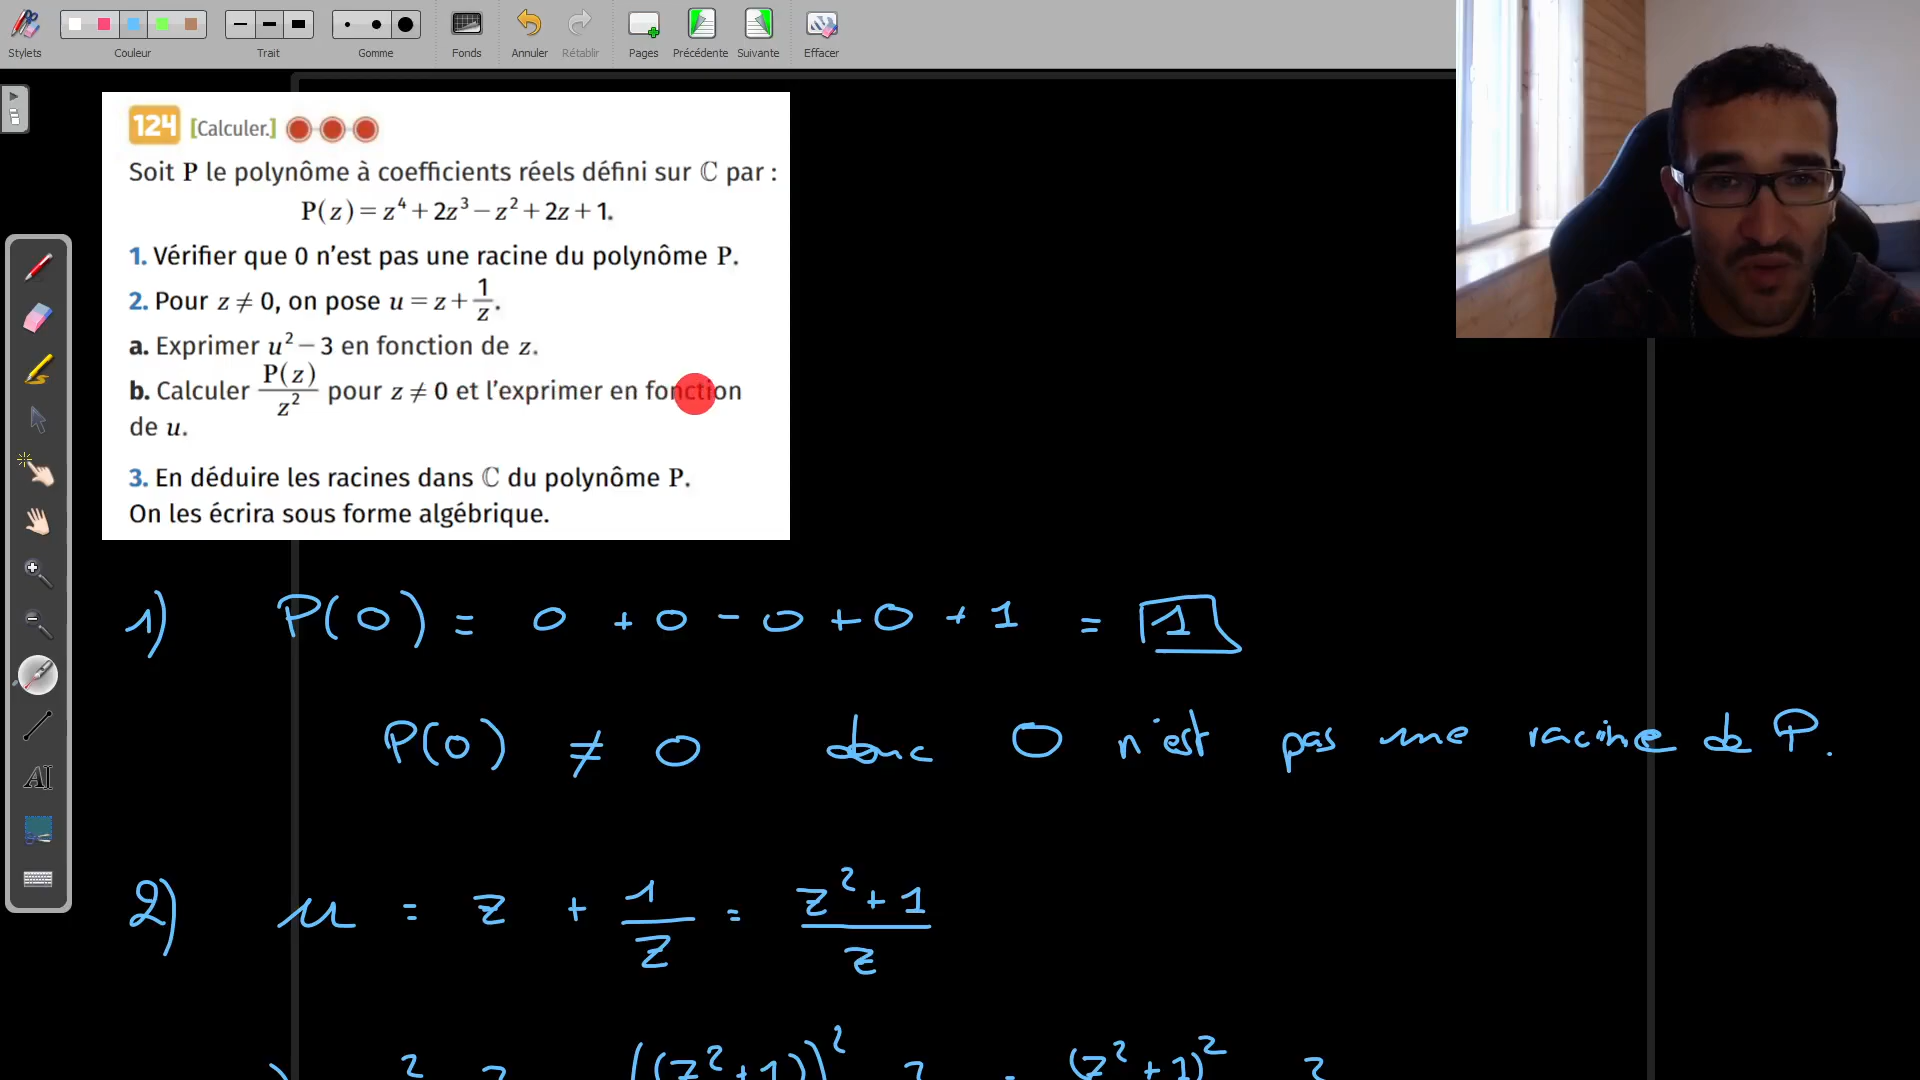 Stylets Couleur Trait Gomme Fonds Annuler Rétablir Pages Précédente Suivante Effacer
124 [Calculer.]
Soit P le polynôme à coefficients réels défini sur ℂ par :
P(z) = z⁴ + 2z³ − z² + 2z + 1.
1. Vérifier que 0 n'est pas une racine du polynôme P.
2. Pour z ≠ 0, on pose u = z + 1/z.
a. Exprimer u² − 3 en fonction de z.
b. Calculer P(z)/z² pour z ≠ 0 et l'exprimer en fonction
de u.
3. En déduire les racines dans ℂ du polynôme P.
On les écrira sous forme algébrique.
1) P(0) = 0 + 0 - 0 + 0 + 1 = 1
P(0) ≠ 0 donc 0 n'est pas une racine de P.
2) u = z + 1/z = (z² + 1)/z